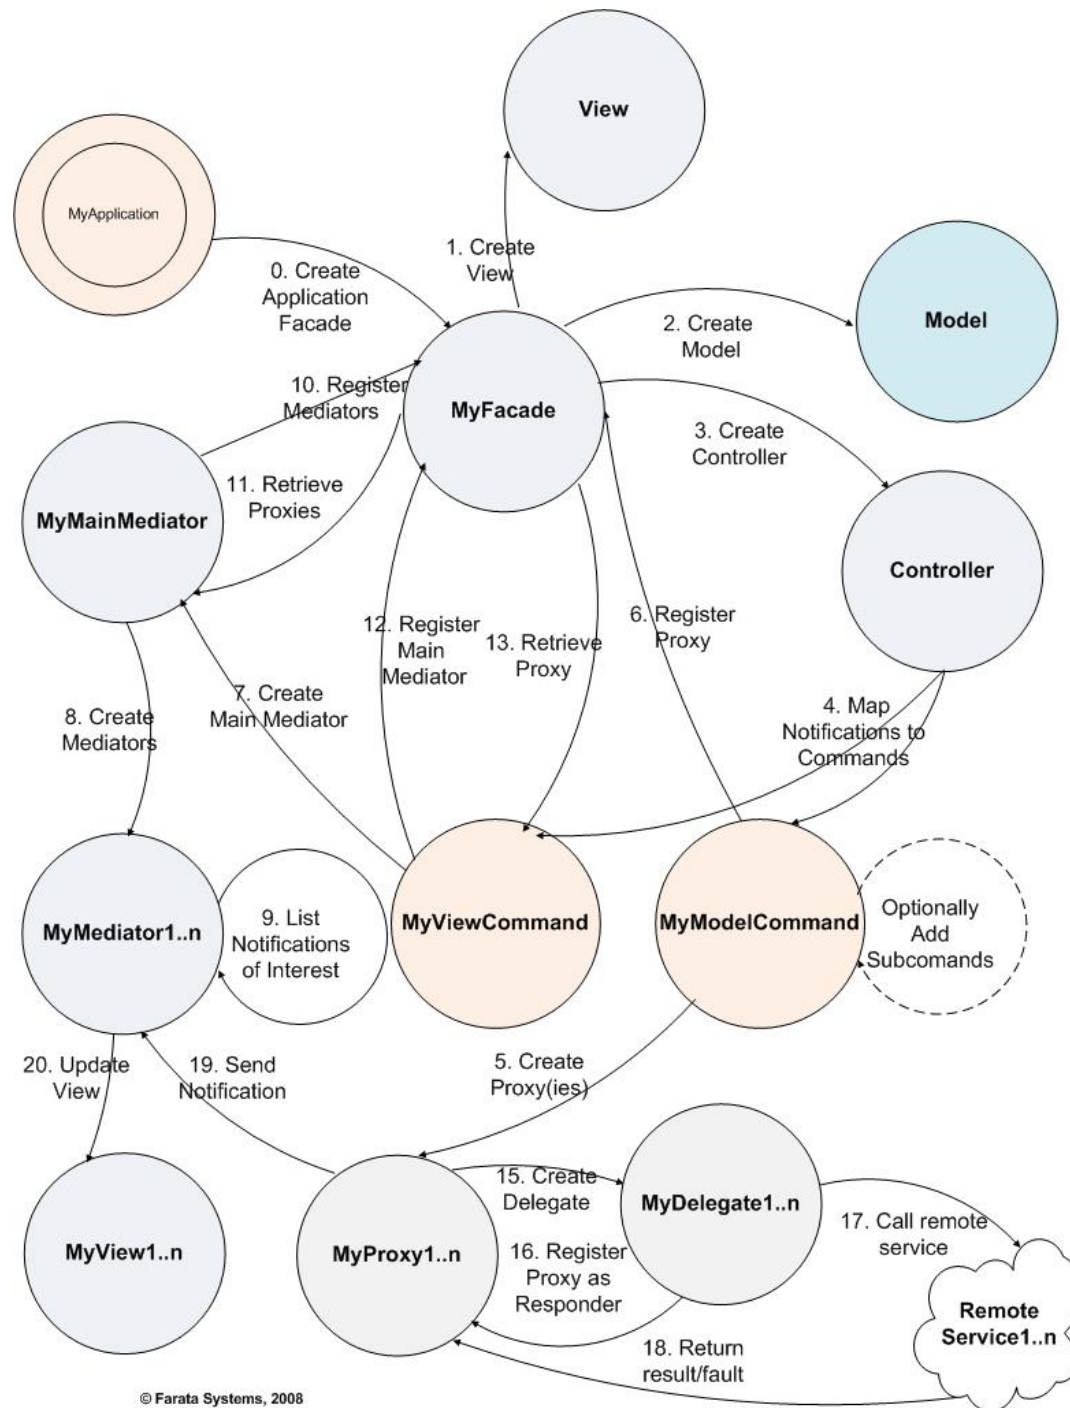 View
MyApplication
1. Create
View
0. Create
Application
Facade
Model
2. Create
Model
10. Register
Mediators
MyFacade
3. Create
Controller
11. Retrieve
Proxies
MyMainMediator
Controller
12. Register
Main
Mediator
13. Retrieve
Proxy
6. Register
Proxy
7. Create
Main Mediator
8. Create
Mediators
4. Map
Notifications to
Commands
MyMediator1..n
9. List
Notifications
of Interest
MyViewCommand
MyModelCommand
Optionally
Add
Subcomands
20. Update
View
19. Send
Notification
5. Create
Proxy(ies)
15. Create
Delegate
MyDelegate1..n
17. Call remote
service
MyView1..n
MyProxy1..n
16. Register
Proxy as
Responder
Remote
Service1..n
18. Return
result/fault
© Farata Systems, 2008